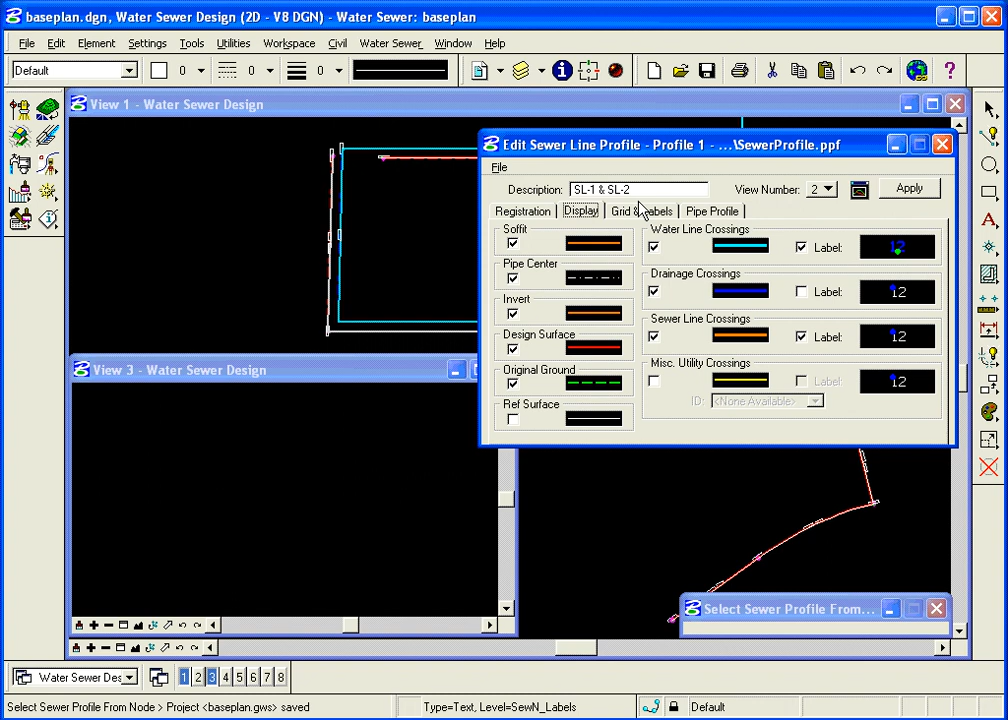 baseplan.dgn, Water Sewer Design (2D - V8 DGN) - Water Sewer: baseplan
File Edit Element Settings Tools Utilities Workspace Civil Water Sewer Window Help
Default 0 0 0
View 1 - Water Sewer Design
Edit Sewer Line Profile - Profile 1 - ...\SewerProfile.ppf
File
Description: SL-1 & SL-2 View Number: 2 Apply
Registration Display Grid & Labels Pipe Profile
Soffit
Pipe Center
Invert
Design Surface
Original Ground
Ref Surface
Water Line Crossings
Label: 12
Drainage Crossings
Label: 12
Sewer Line Crossings
Label: 12
Misc. Utility Crossings
Label: 12
ID: <None Available>
View 3 - Water Sewer Design
Select Sewer Profile From...
Water Sewer Des 1 2 3 4 5 6 7 8
Select Sewer Profile From Node > Project <baseplan.gws> saved
Type=Text, Level=SewN_Labels
Default